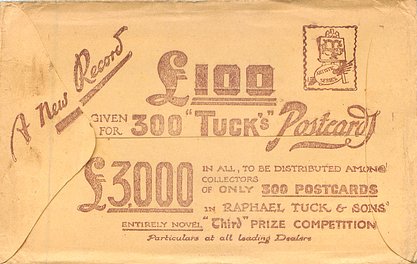 A New Record
£100
GIVEN FOR 300 "TUCK'S" Postcards
£3,000
IN ALL, TO BE DISTRIBUTED AMONG
COLLECTORS
OF ONLY 300 POSTCARDS
IN RAPHAEL TUCK & SONS'
ENTIRELY NOVEL "Third" PRIZE COMPETITION
Particulars at all leading Dealers